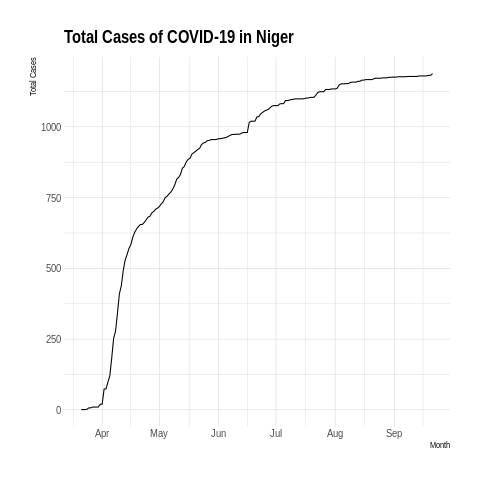 Total Cases of COVID-19 in Niger
Total Cases
1000
750
500
250
0
Apr May Jun Jul Aug Sep
Month